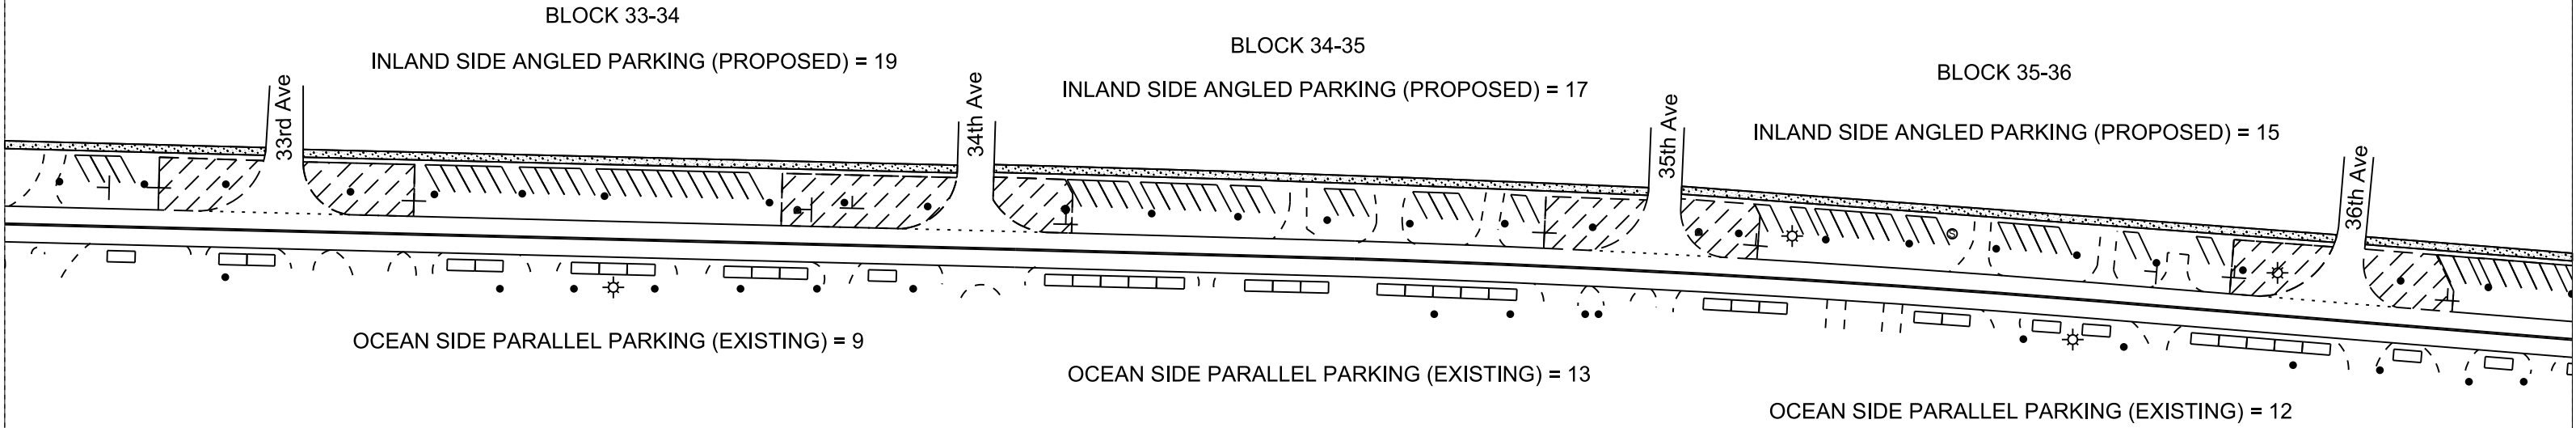 BLOCK 33-34
INLAND SIDE ANGLED PARKING (PROPOSED) = 19
BLOCK 34-35
INLAND SIDE ANGLED PARKING (PROPOSED) = 17
BLOCK 35-36
INLAND SIDE ANGLED PARKING (PROPOSED) = 15
33rd Ave
34th Ave
35th Ave
36th Ave
S
OCEAN SIDE PARALLEL PARKING (EXISTING) = 9
OCEAN SIDE PARALLEL PARKING (EXISTING) = 13
OCEAN SIDE PARALLEL PARKING (EXISTING) = 12